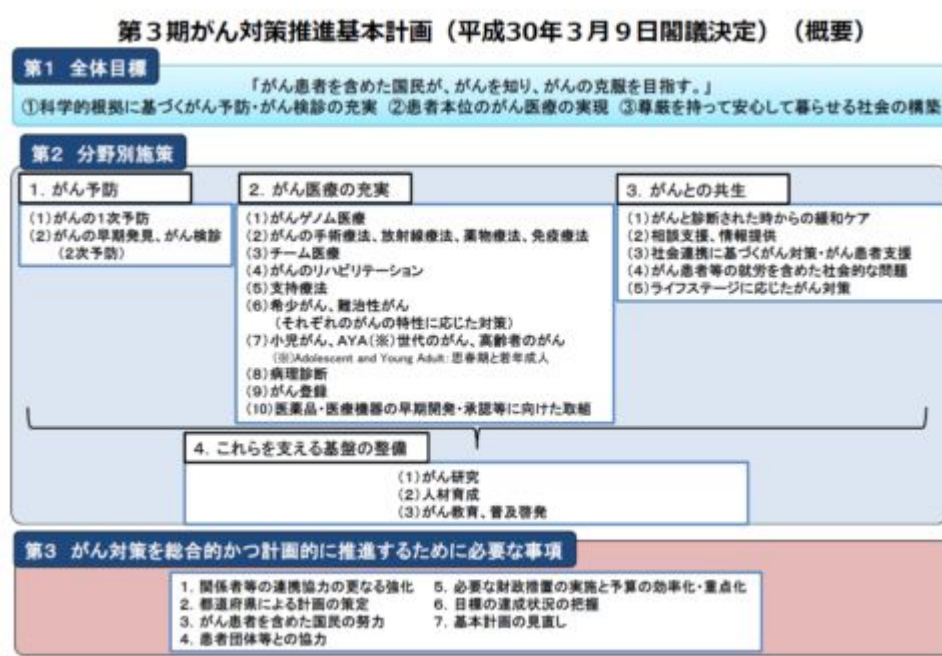 第３期がん対策推進基本計画（平成30年３月９日閣議決定）（概要）
第1 全体目標
「がん患者を含めた国民が、がんを知り、がんの克服を目指す。」
①科学的根拠に基づくがん予防・がん検診の充実 ②患者本位のがん医療の実現 ③尊厳を持って安心して暮らせる社会の構築
第2 分野別施策
1. がん予防
(1)がんの1次予防
(2)がんの早期発見、がん検診
(2次予防)
2. がん医療の充実
(1)がんゲノム医療
(2)がんの手術療法、放射線療法、薬物療法、免疫療法
(3)チーム医療
(4)がんのリハビリテーション
(5)支持療法
(6)希少がん、難治性がん
(それぞれのがんの特性に応じた対策)
(7)小児がん、AYA(※)世代のがん、高齢者のがん
(※)Adolescent and Young Adult:思春期と若年成人
(8)病理診断
(9)がん登録
(10)医薬品・医療機器の早期開発・承認等に向けた取組
3. がんとの共生
(1)がんと診断された時からの緩和ケア
(2)相談支援、情報提供
(3)社会連携に基づくがん対策・がん患者支援
(4)がん患者等の就労を含めた社会的な問題
(5)ライフステージに応じたがん対策
4. これらを支える基盤の整備
(1)がん研究
(2)人材育成
(3)がん教育、普及啓発
第3 がん対策を総合的かつ計画的に推進するために必要な事項
1. 関係者等の連携協力の更なる強化
2. 都道府県による計画の策定
3. がん患者を含めた国民の努力
4. 患者団体等との協力
5. 必要な財政措置の実施と予算の効率化・重点化
6. 目標の達成状況の把握
7. 基本計画の見直し